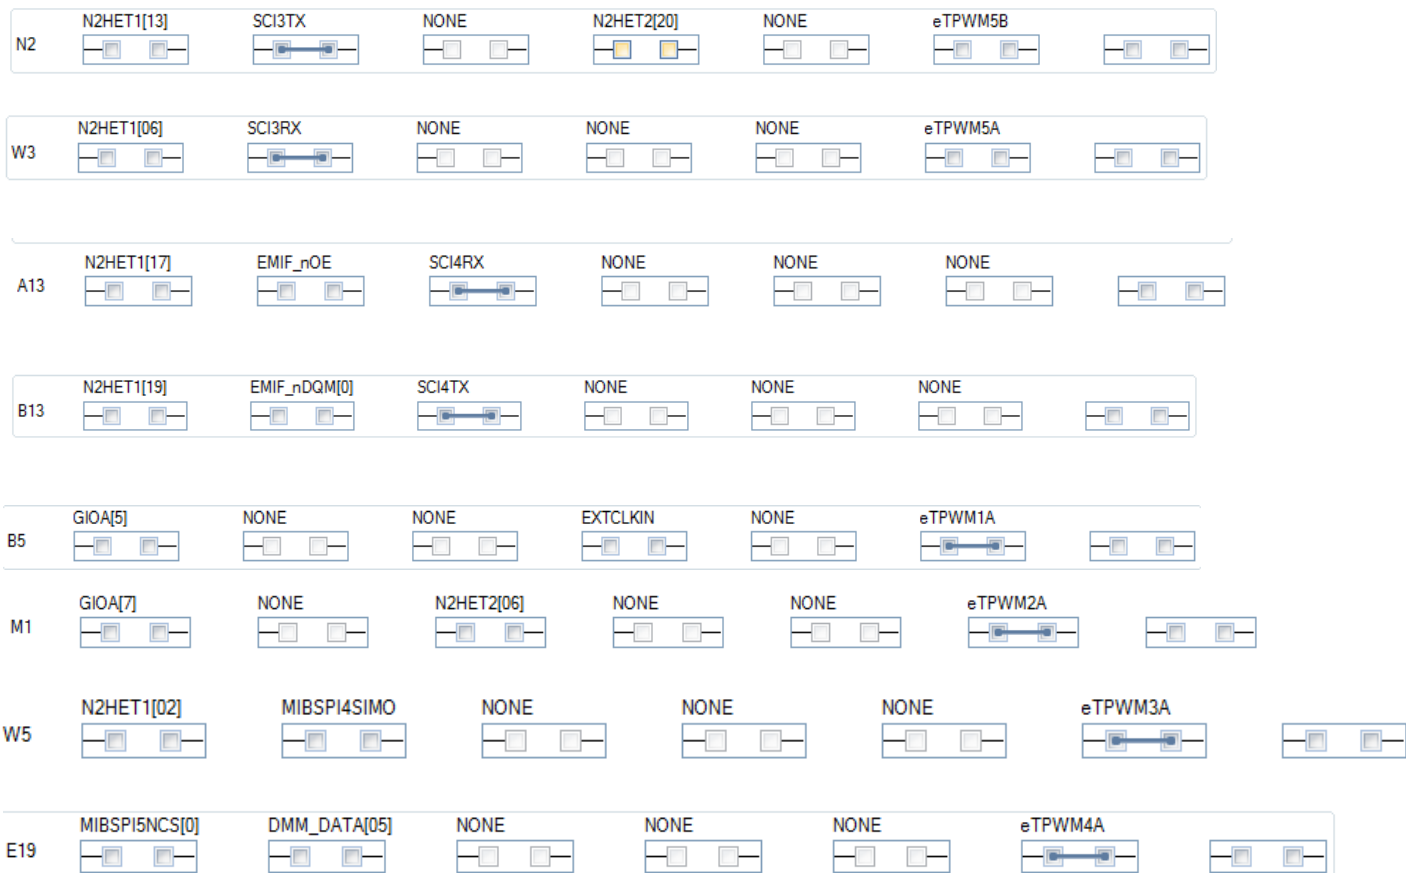 N2HET1[13] SCI3TX NONE N2HET2[20] NONE eTPWM5B
N2
N2HET1[06] SCI3RX NONE NONE NONE eTPWM5A
W3
N2HET1[17] EMIF_nOE SCI4RX NONE NONE NONE
A13
N2HET1[19] EMIF_nDQM[0] SCI4TX NONE NONE NONE
B13
GIOA[5] NONE NONE EXTCLKIN NONE eTPWM1A
B5
GIOA[7] NONE N2HET2[06] NONE NONE eTPWM2A
M1
N2HET1[02] MIBSPI4SIMO NONE NONE NONE eTPWM3A
W5
MIBSPI5NCS[0] DMM_DATA[05] NONE NONE NONE eTPWM4A
E19